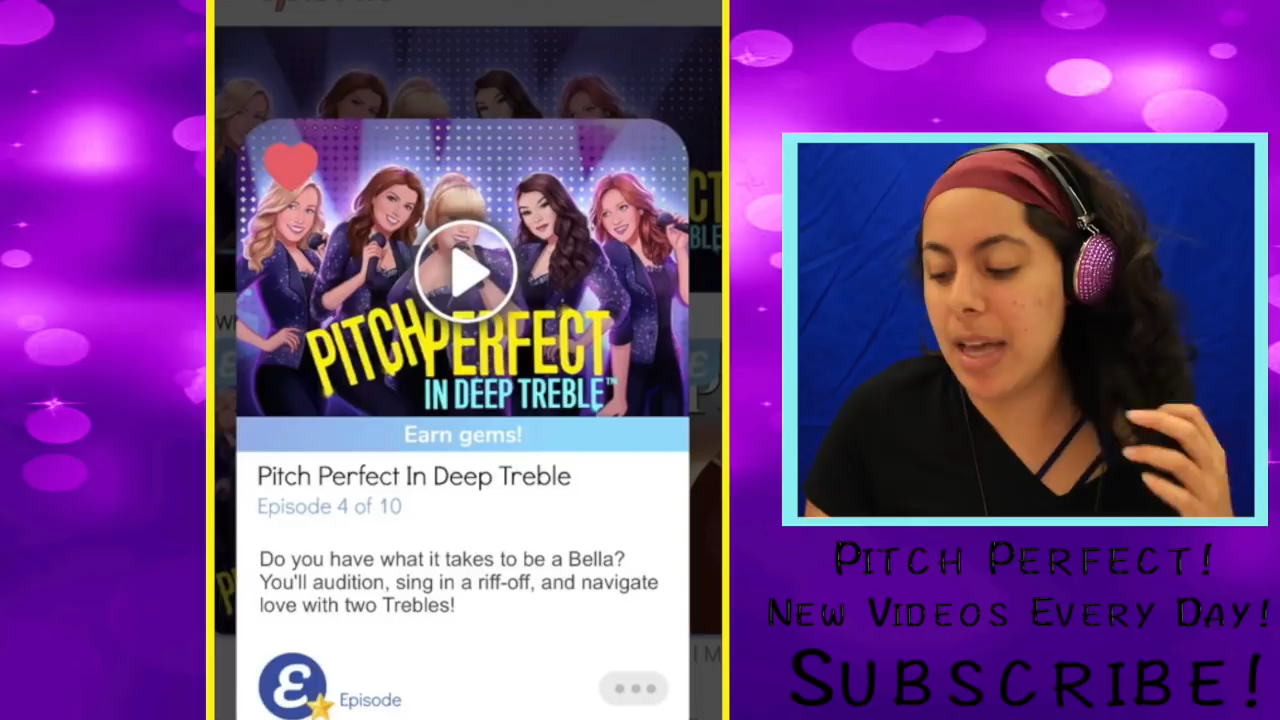 PITCH PERFECT
IN DEEP TREBLE™
Earn gems!
Pitch Perfect In Deep Treble
Episode 4 of 10
Do you have what it takes to be a Bella?
You'll audition, sing in a riff-off, and navigate
love with two Trebles!
Episode
PITCH PERFECT!
NEW VIDEOS EVERY DAY!
SUBSCRIBE!